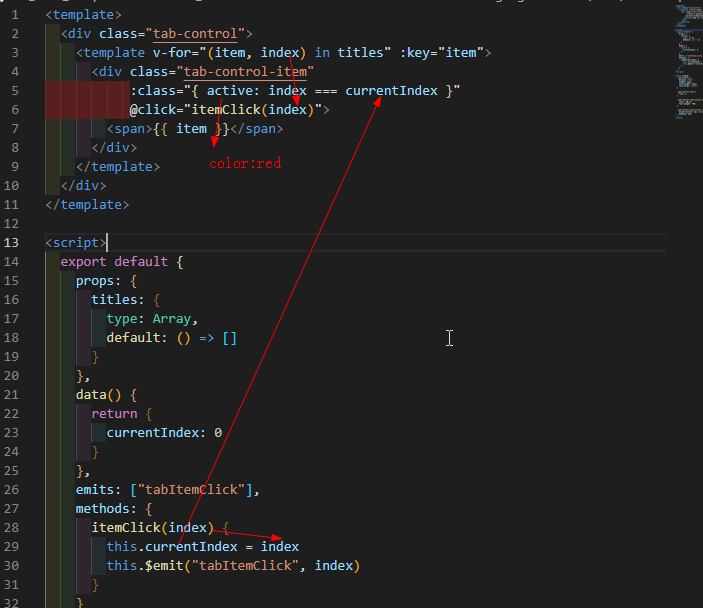 1 <template>
2 <div class="tab-control">
3 <template v-for="(item, index) in titles" :key="item">
4 <div class="tab-control-item"
5 :class="{ active: index === currentIndex }"
6 @click="itemClick(index)">
7 <span>{{ item }}</span>
8 </div>
color:red
9 </template>
10 </div>
11 </template>
12
13 <script>
14 export default {
15 props: {
16 titles: {
17 type: Array,
18 default: () => []
19 }
20 },
21 data() {
22 return {
23 currentIndex: 0
24 }
25 },
26 emits: ["tabItemClick"],
27 methods: {
28 itemClick(index) {
29 this.currentIndex = index
30 this.$emit("tabItemClick", index)
31 }
32 }